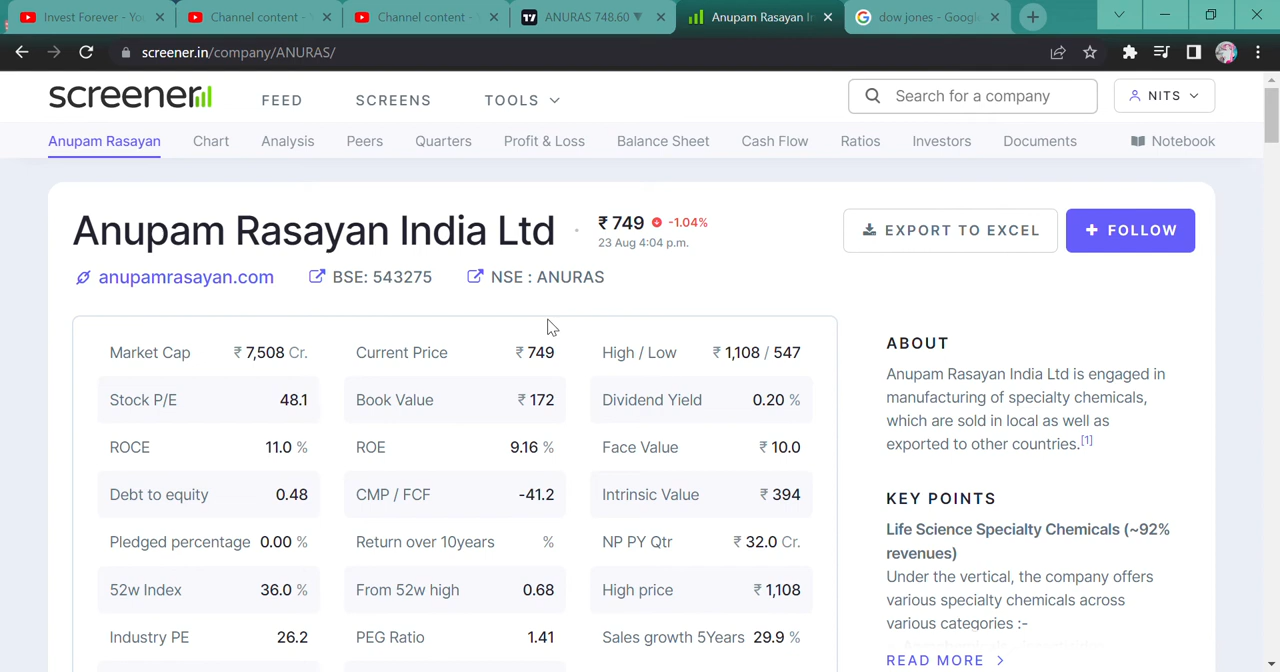 Invest Forever - Yo
Channel content -
Channel content -
ANURAS 748.60 ▼
Anupam Rasayan In
dow jones - Google
screener.in/company/ANURAS/
screener
FEED
SCREENS
TOOLS
Search for a company
NITS
Anupam Rasayan
Chart
Analysis
Peers
Quarters
Profit & Loss
Balance Sheet
Cash Flow
Ratios
Investors
Documents
Notebook
Anupam Rasayan India Ltd
₹ 749 -1.04%
23 Aug 4:04 p.m.
EXPORT TO EXCEL
+ FOLLOW
anupamrasayan.com
BSE: 543275
NSE : ANURAS
Market Cap ₹ 7,508 Cr.
Current Price ₹ 749
High / Low ₹ 1,108 / 547
Stock P/E 48.1
Book Value ₹ 172
Dividend Yield 0.20 %
ROCE 11.0 %
ROE 9.16 %
Face Value ₹ 10.0
Debt to equity 0.48
CMP / FCF -41.2
Intrinsic Value ₹ 394
Pledged percentage 0.00 %
Return over 10years %
NP PY Qtr ₹ 32.0 Cr.
52w Index 36.0 %
From 52w high 0.68
High price ₹ 1,108
Industry PE 26.2
PEG Ratio 1.41
Sales growth 5Years 29.9 %
ABOUT
Anupam Rasayan India Ltd is engaged in
manufacturing of specialty chemicals,
which are sold in local as well as
exported to other countries.[1]
KEY POINTS
Life Science Specialty Chemicals (~92%
revenues)
Under the vertical, the company offers
various specialty chemicals across
various categories :-
READ MORE